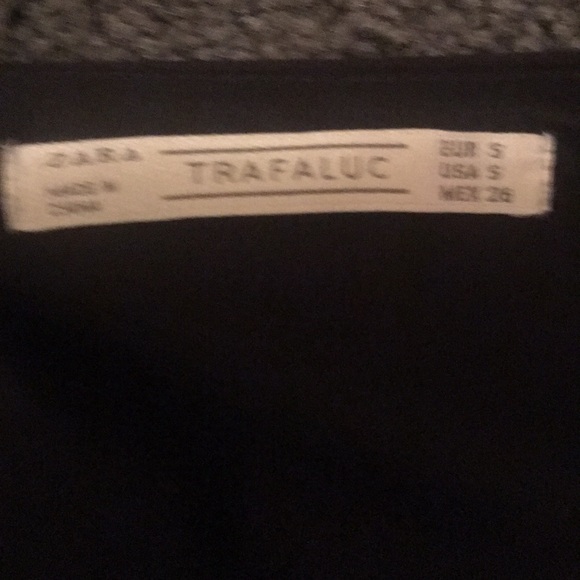 ZARA
MADE IN
CHINA
TRAFALUC
EUR S
USA S
MEX 26